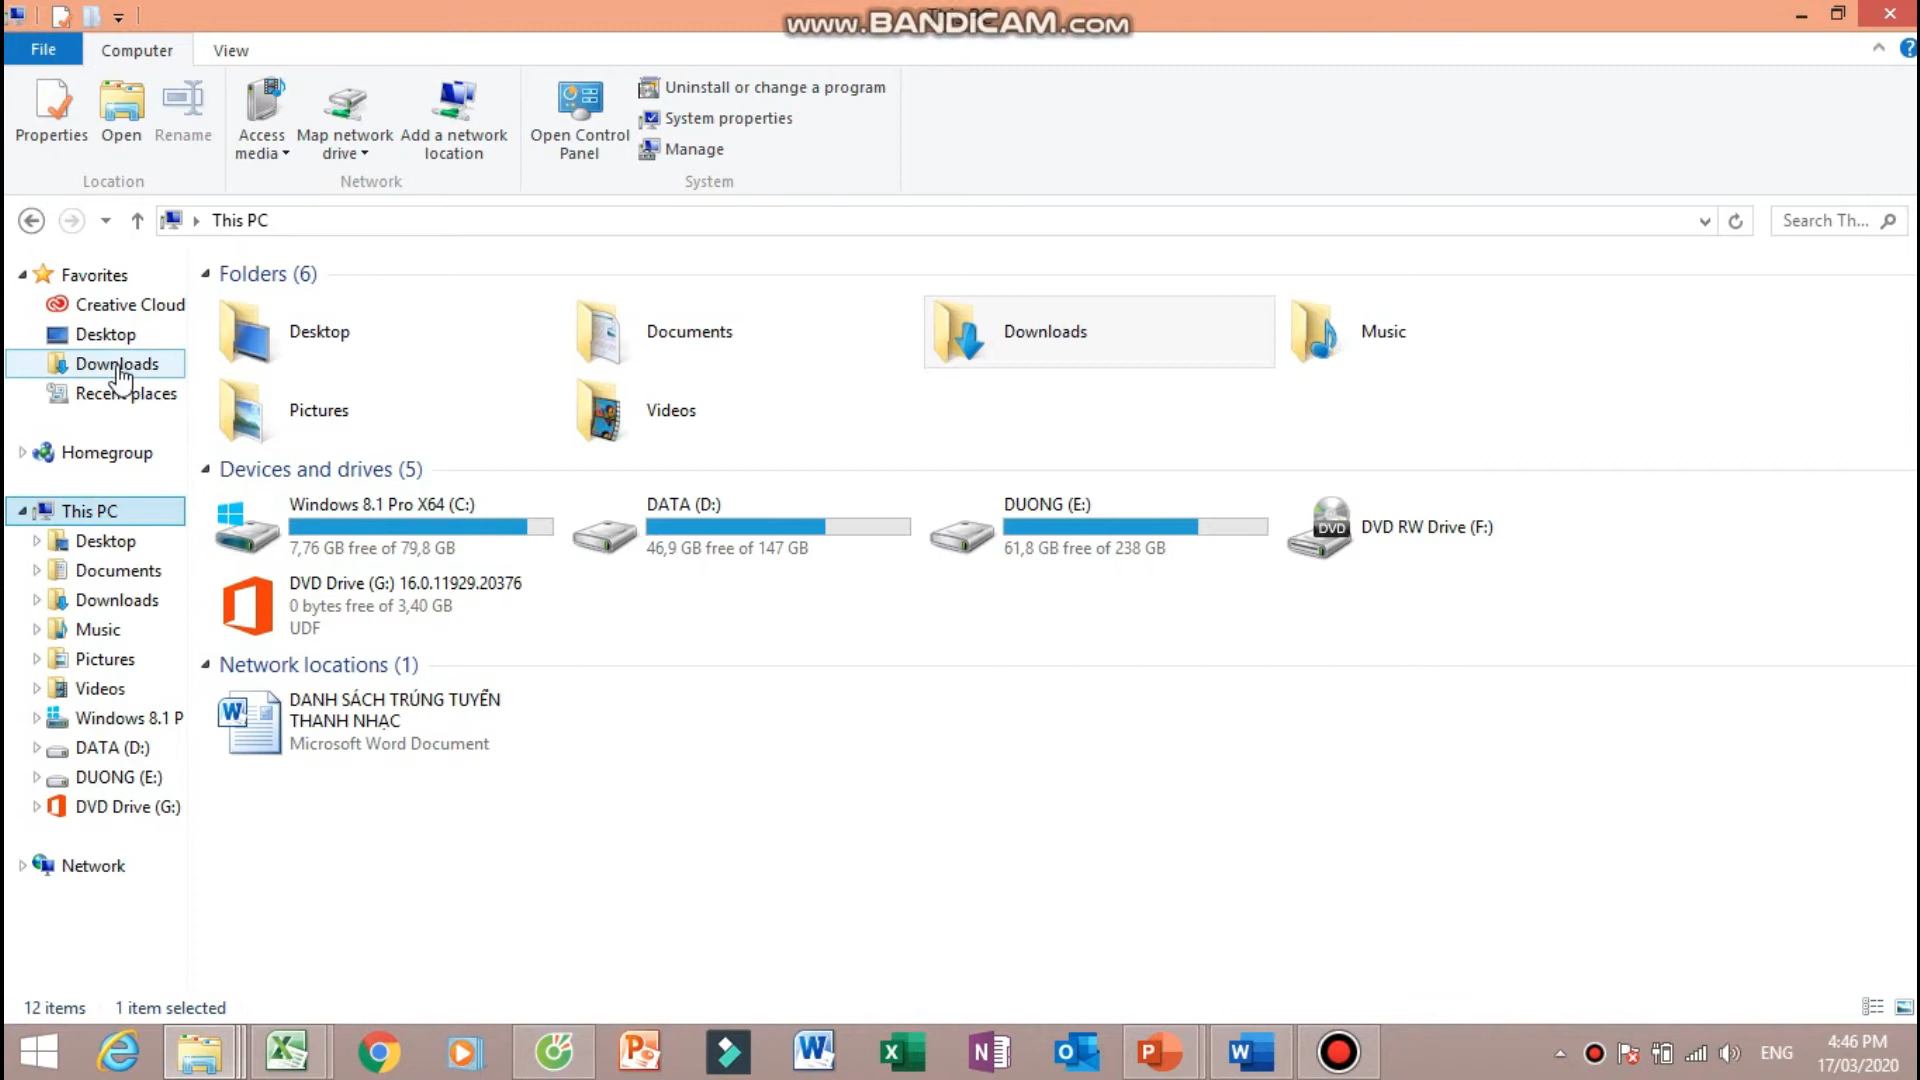 www.BANDICAM.com
File
Computer
View
Properties
Open
Rename
Access media
Map network drive
Add a network location
Open Control Panel
Uninstall or change a program
System properties
Manage
Location
Network
System
This PC
Search Th...
Favorites
Creative Cloud
Desktop
Downloads
Recent places
Homegroup
This PC
Desktop
Documents
Downloads
Music
Pictures
Videos
Windows 8.1 P
DATA (D:)
DUONG (E:)
DVD Drive (G:)
Network
Folders (6)
Desktop
Documents
Downloads
Music
Pictures
Videos
Devices and drives (5)
Windows 8.1 Pro X64 (C:)
7,76 GB free of 79,8 GB
DATA (D:)
46,9 GB free of 147 GB
DUONG (E:)
61,8 GB free of 238 GB
DVD
DVD RW Drive (F:)
DVD Drive (G:) 16.0.11929.20376
0 bytes free of 3,40 GB
UDF
Network locations (1)
DANH SÁCH TRÚNG TUYỂN
THANH NHẠC
Microsoft Word Document
12 items
1 item selected
ENG
4:46 PM
17/03/2020